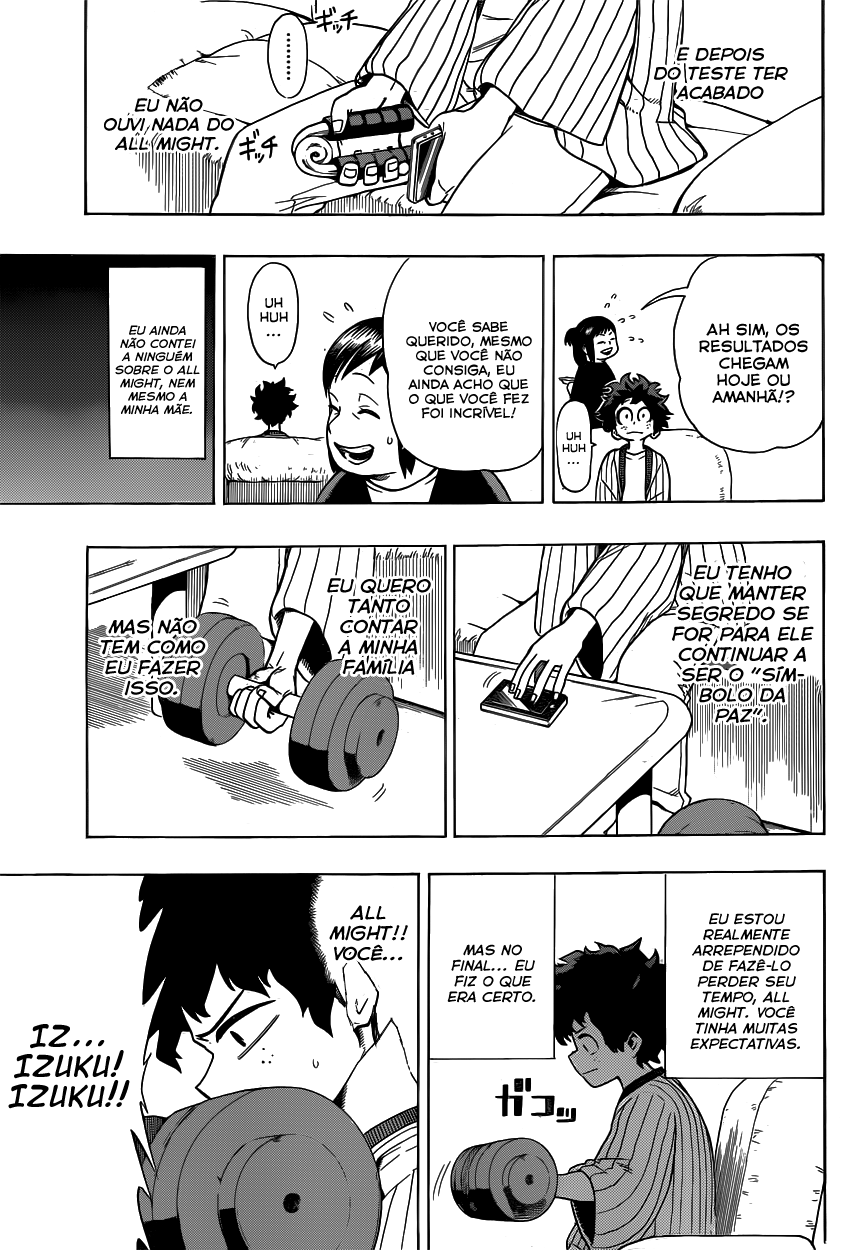 E DEPOIS
DO TESTE TER
ACABADO
ギッチ
.........
EU NÃO
OUVI NADA DO
ALL MIGHT.
ギッチ
AH SIM, OS
RESULTADOS
CHEGAM
HOJE OU
AMANHÃ!?
UH
HUH
...
VOCÊ SABE
QUERIDO, MESMO
QUE VOCÊ NÃO
CONSIGA, EU
AINDA ACHO QUE
O QUE VOCÊ FEZ
FOI INCRÍVEL!
UH
HUH
...
EU AINDA
NÃO CONTEI
A NINGUÉM
SOBRE O ALL
MIGHT, NEM
MESMO A
MINHA MÃE.
EU TENHO
QUE MANTER
SEGREDO SE
FOR PARA ELE
CONTINUAR A
SER O "SÍM-
BOLO DA
PAZ".
EU QUERO
TANTO
CONTAR
A MINHA
FAMÍLIA
MAS NÃO
TEM COMO
EU FAZER
ISSO.
EU ESTOU
REALMENTE
ARREPENDIDO
DE FAZÊ-LO
PERDER SEU
TEMPO, ALL
MIGHT. VOCÊ
TINHA MUITAS
EXPECTATIVAS.
MAS NO
FINAL... EU
FIZ O QUE
ERA CERTO.
ガコッ
ALL
MIGHT!!
VOCÊ...
IZ...
IZUKU!
IZUKU!!